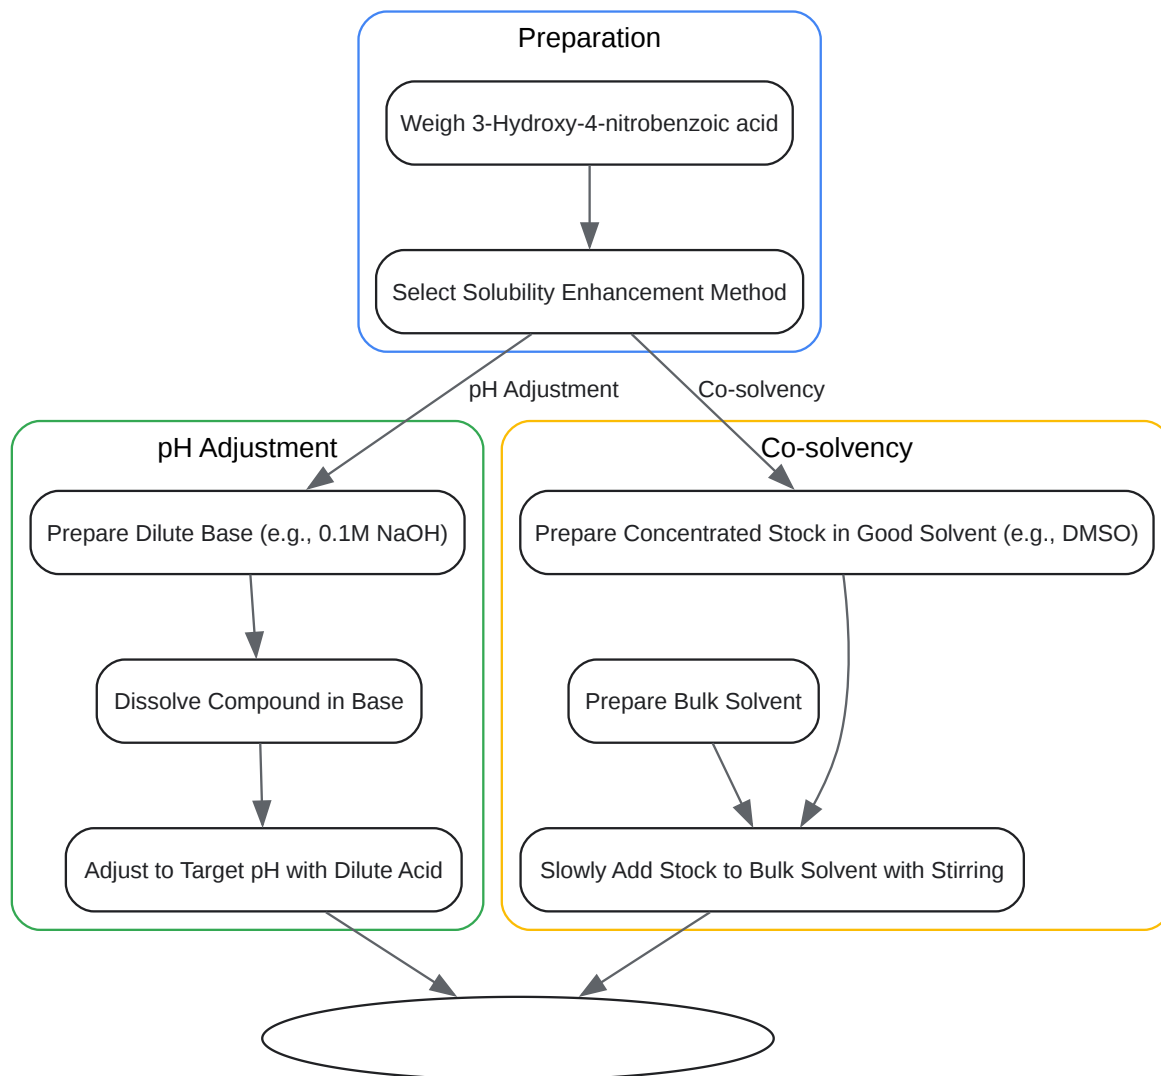 Preparation
Weigh 3-Hydroxy-4-nitrobenzoic acid
Select Solubility Enhancement Method
pH Adjustment
Co-solvency
pH Adjustment
Prepare Dilute Base (e.g., 0.1M NaOH)
Dissolve Compound in Base
Adjust to Target pH with Dilute Acid
Co-solvency
Prepare Concentrated Stock in Good Solvent (e.g., DMSO)
Prepare Bulk Solvent
Slowly Add Stock to Bulk Solvent with Stirring